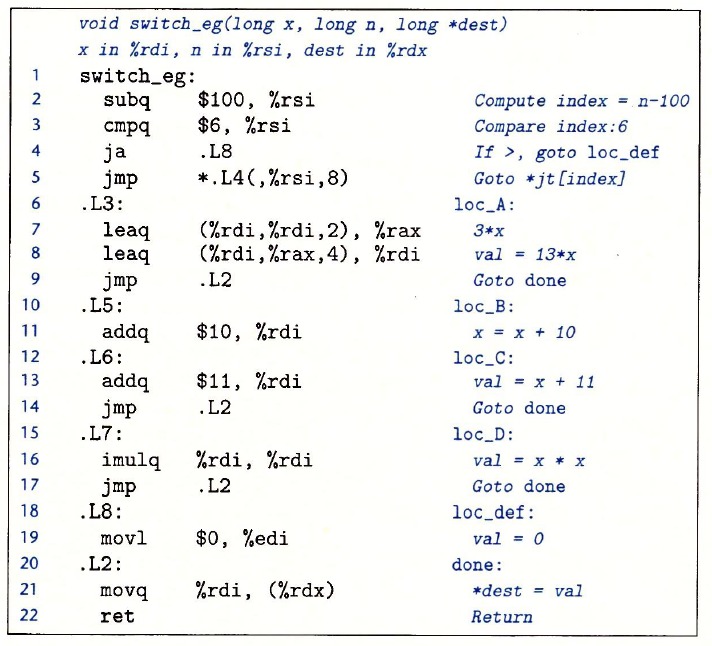 void switch_eg(long x, long n, long *dest)
x in %rdi, n in %rsi, dest in %rdx
1 switch_eg:
2 subq $100, %rsi Compute index = n-100
3 cmpq $6, %rsi Compare index:6
4 ja .L8 If >, goto loc_def
5 jmp *.L4(,%rsi,8) Goto *jt[index]
6 .L3: loc_A:
7 leaq (%rdi,%rdi,2), %rax 3*x
8 leaq (%rdi,%rax,4), %rdi val = 13*x
9 jmp .L2 Goto done
10 .L5: loc_B:
11 addq $10, %rdi x = x + 10
12 .L6: loc_C:
13 addq $11, %rdi val = x + 11
14 jmp .L2 Goto done
15 .L7: loc_D:
16 imulq %rdi, %rdi val = x * x
17 jmp .L2 Goto done
18 .L8: loc_def:
19 movl $0, %edi val = 0
20 .L2: done:
21 movq %rdi, (%rdx) *dest = val
22 ret Return